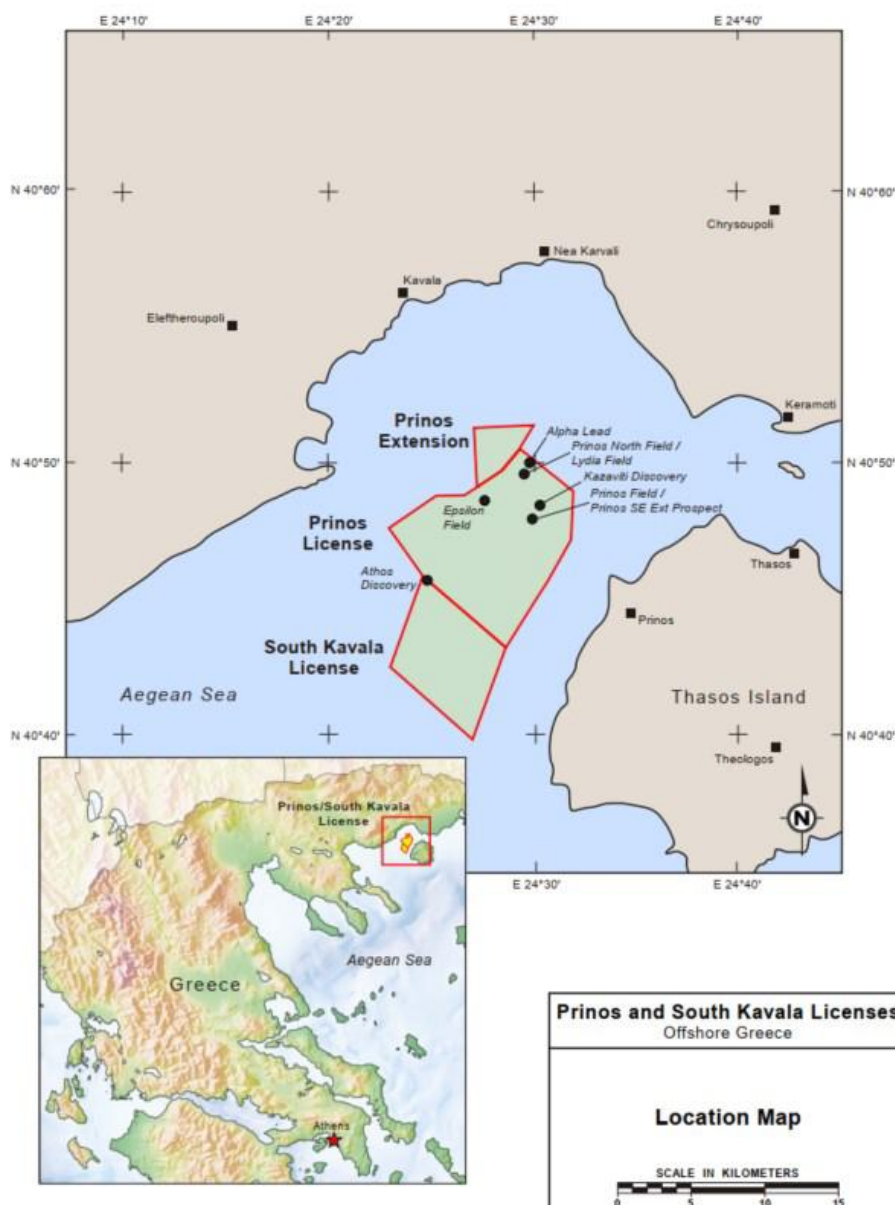 E 24°10'
E 24°20'
E 24°30'
E 24°40'
N 40°60'
N 40°60'
Chrysoupoli
Nea Karvali
Kavala
Eleftheroupoli
Keramoti
Prinos
Extension
Alpha Lead
Prinos North Field /
Lydia Field
N 40°50'
N 40°50'
Kazaviti Discovery
Prinos Field /
Prinos SE Ext Prospect
Epsilon
Field
Prinos
License
Athos
Discovery
Thasos
Prinos
South Kavala
License
Aegean Sea
Thasos Island
N 40°40'
N 40°40'
Theologos
N
E 24°30'
E 24°40'
Prinos/South Kavala
License
Aegean Sea
Greece
Athens
Prinos and South Kavala Licenses
Offshore Greece
Location Map
SCALE IN KILOMETERS
0 5 10 15